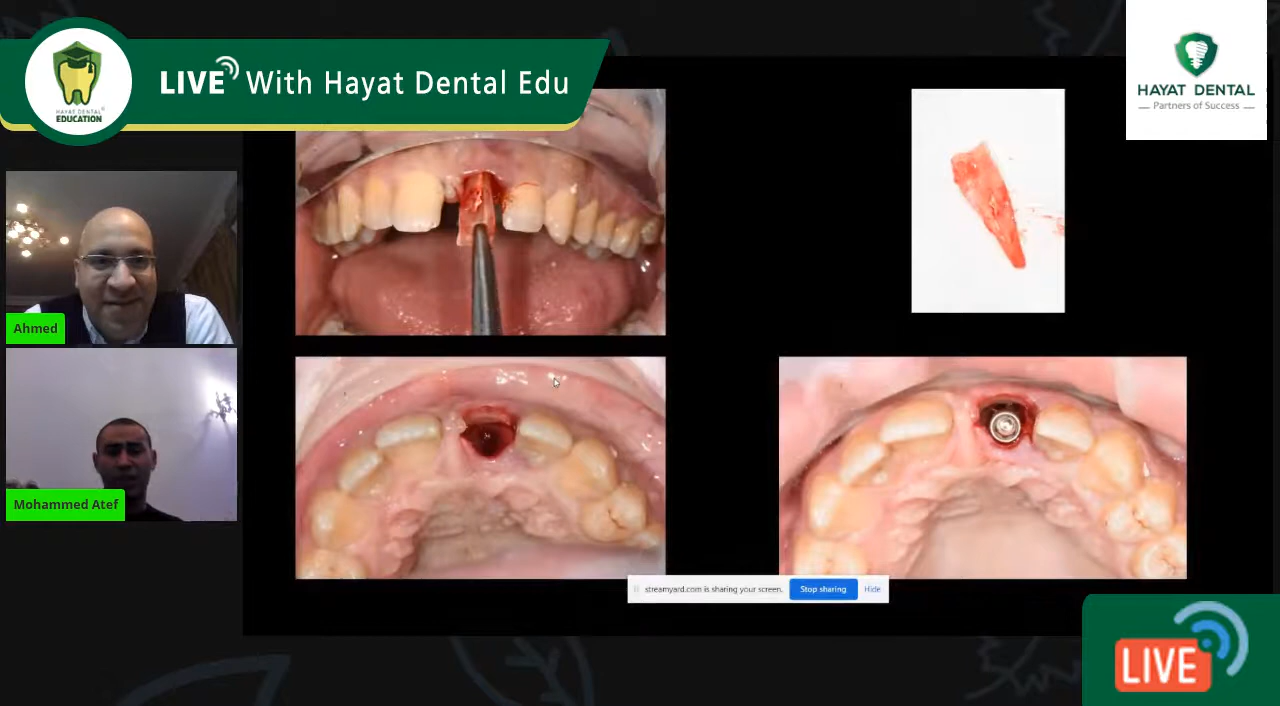 LIVE With Hayat Dental Edu
HAYAT DENTAL
EDUCATION
HAYAT DENTAL
Partners of Success
Ahmed
Mohammed Atef
streamyard.com is sharing your screen.
Stop sharing
Hide
LIVE